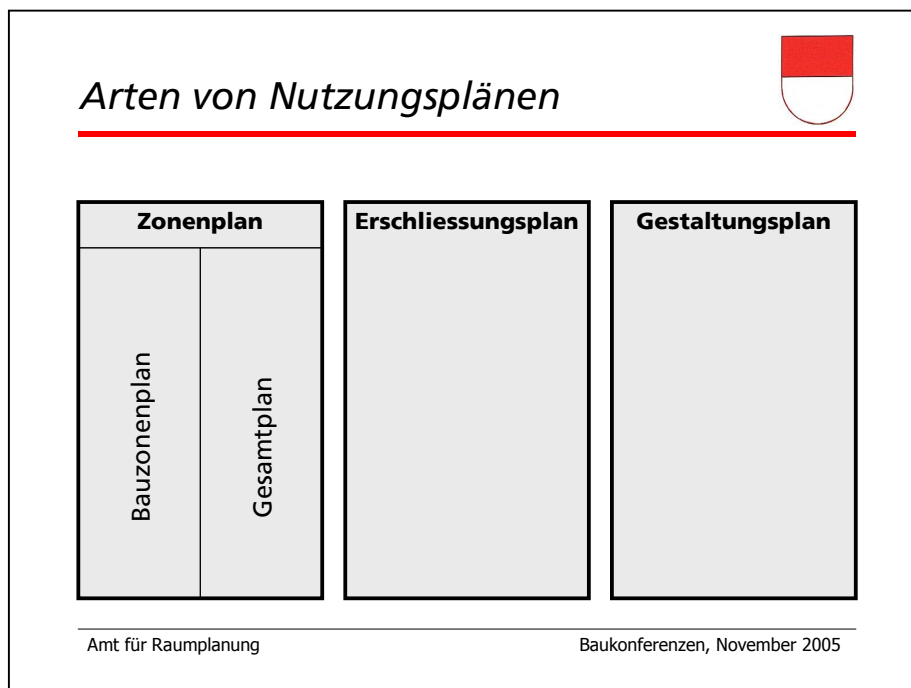 Arten von Nutzungsplänen
Zonenplan
Bauzonenplan
Gesamtplan
Erschliessungsplan
Gestaltungsplan
Amt für Raumplanung
Baukonferenzen, November 2005